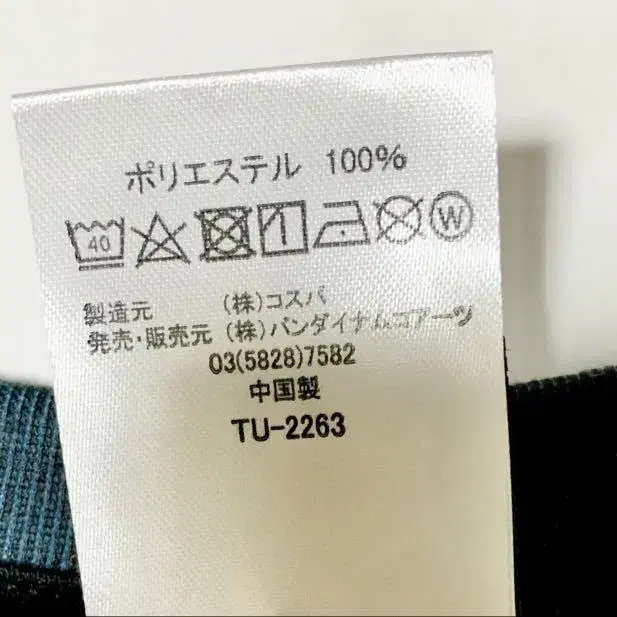 ポリエステル 100%
40 W
製造元 (株)コスパ
発売・販売元 (株)バンダイナムコアーツ
03(5828)7582
中国製
TU-2263